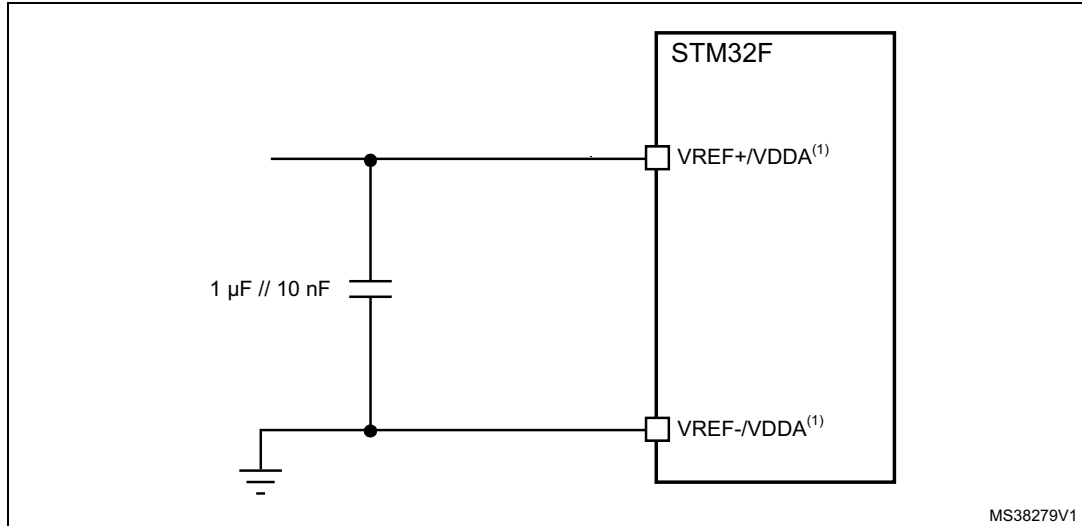 STM32F
VREF+/VDDA(1)
1 µF // 10 nF
VREF-/VDDA(1)
MS38279V1